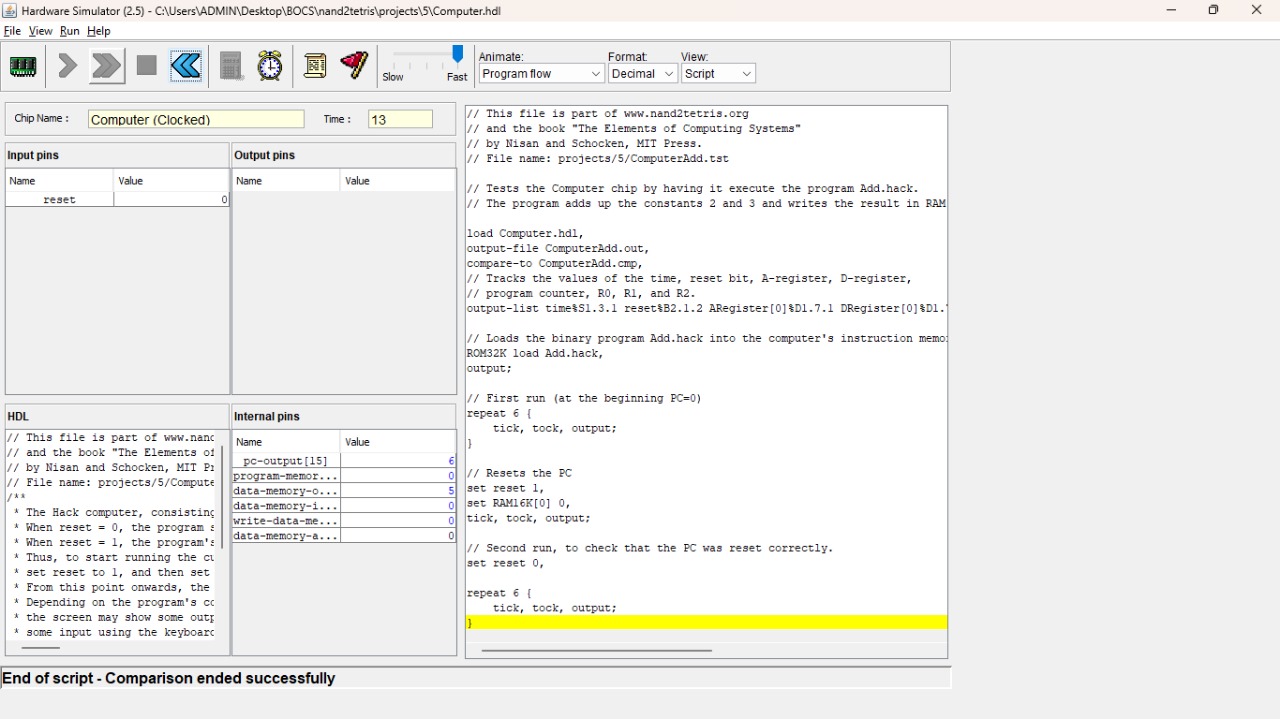 Hardware Simulator (2.5) - C:\Users\ADMIN\Desktop\BOCS\nand2tetris\projects\5\Computer.hdl
File View Run Help
Slow Fast
Animate: Format: View:
Program flow Decimal Script
Chip Name : Computer (Clocked) Time : 13
Input pins
Name Value
reset 0
Output pins
Name Value
HDL
// This file is part of www.nand
// and the book "The Elements of
// by Nisan and Schocken, MIT Pr
// File name: projects/5/Compute
/**
* The Hack computer, consisting
* When reset = 0, the program s
* When reset = 1, the program's
* Thus, to start running the cu
* set reset to 1, and then set
* From this point onwards, the
* Depending on the program's co
* the screen may show some outp
* some input using the keyboard
Internal pins
Name Value
pc-output[15] 6
program-memor... 0
data-memory-o... 5
data-memory-i... 0
write-data-me... 0
data-memory-a... 0
// This file is part of www.nand2tetris.org
// and the book "The Elements of Computing Systems"
// by Nisan and Schocken, MIT Press.
// File name: projects/5/ComputerAdd.tst
// Tests the Computer chip by having it execute the program Add.hack.
// The program adds up the constants 2 and 3 and writes the result in RAM
load Computer.hdl,
output-file ComputerAdd.out,
compare-to ComputerAdd.cmp,
// Tracks the values of the time, reset bit, A-register, D-register,
// program counter, R0, R1, and R2.
output-list time%S1.3.1 reset%B2.1.2 ARegister[0]%D1.7.1 DRegister[0]%D1.
// Loads the binary program Add.hack into the computer's instruction memo
ROM32K load Add.hack,
output;
// First run (at the beginning PC=0)
repeat 6 {
tick, tock, output;
}
// Resets the PC
set reset 1,
set RAM16K[0] 0,
tick, tock, output;
// Second run, to check that the PC was reset correctly.
set reset 0,
repeat 6 {
tick, tock, output;
}
End of script - Comparison ended successfully